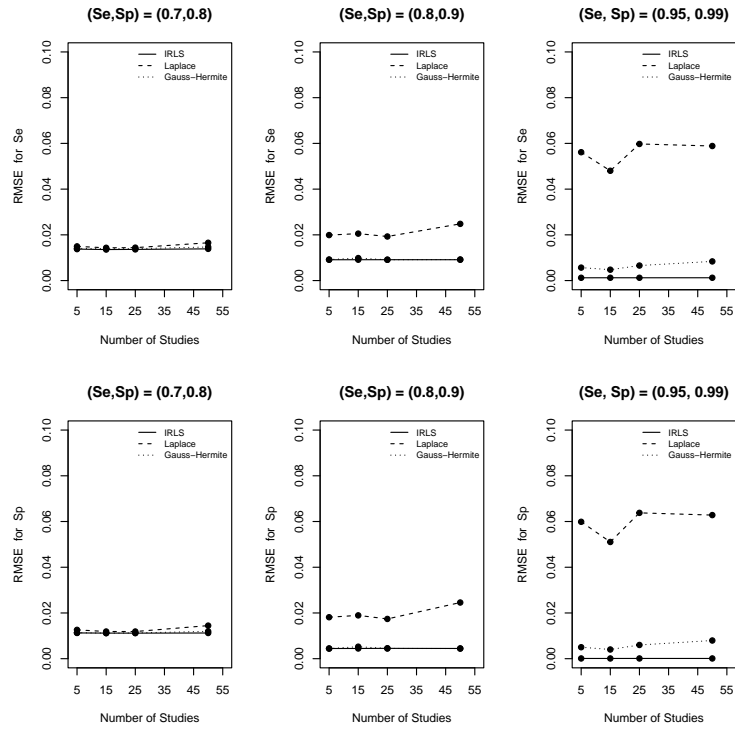 (Se,Sp) = (0.7,0.8)
RMSE for Se
0.10
0.08
0.06
0.04
0.02
0.00
IRLS
Laplace
Gauss−Hermite
5 15 25 35 45 55
Number of Studies
(Se,Sp) = (0.8,0.9)
RMSE for Se
0.10
0.08
0.06
0.04
0.02
0.00
IRLS
Laplace
Gauss−Hermite
5 15 25 35 45 55
Number of Studies
(Se, Sp) = (0.95, 0.99)
RMSE for Se
0.10
0.08
0.06
0.04
0.02
0.00
IRLS
Laplace
Gauss−Hermite
5 15 25 35 45 55
Number of Studies
(Se,Sp) = (0.7,0.8)
RMSE for Sp
0.10
0.08
0.06
0.04
0.02
0.00
IRLS
Laplace
Gauss−Hermite
5 15 25 35 45 55
Number of Studies
(Se,Sp) = (0.8,0.9)
RMSE for Sp
0.10
0.08
0.06
0.04
0.02
0.00
IRLS
Laplace
Gauss−Hermite
5 15 25 35 45 55
Number of Studies
(Se, Sp) = (0.95, 0.99)
RMSE for Sp
0.10
0.08
0.06
0.04
0.02
0.00
IRLS
Laplace
Gauss−Hermite
5 15 25 35 45 55
Number of Studies